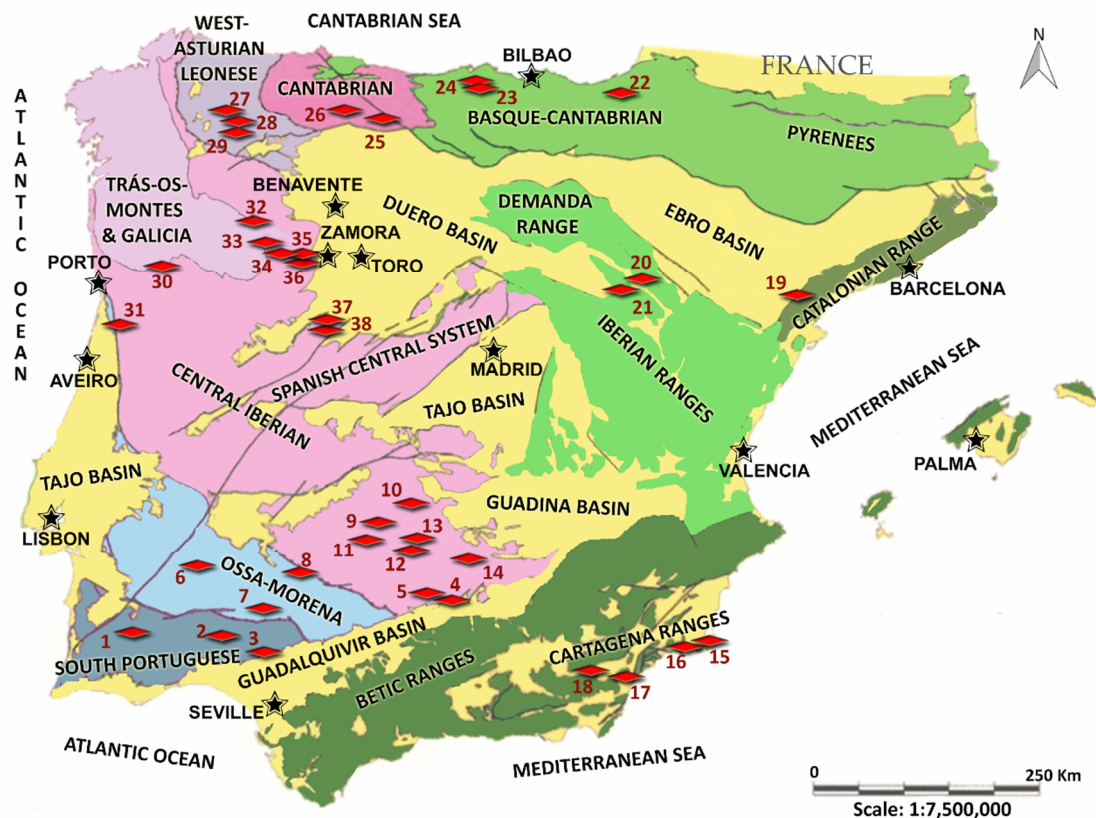 WEST-
ASTURIAN
LEONESE
CANTABRIAN SEA
BILBAO
FRANCE
N
ATLANTIC OCEAN
27
28
29
CANTABRIAN
26
25
24
23
22
BASQUE-CANTABRIAN
PYRENEES
TRÁS-OS-
MONTES
& GALICIA
BENAVENTE
DUERO BASIN
DEMANDA
RANGE
EBRO BASIN
CATALONIAN RANGE
32
33
34
35
36
ZAMORA
TORO
PORTO
30
31
20
21
19
BARCELONA
37
38
AVEIRO
CENTRAL IBERIAN
SPANISH CENTRAL SYSTEM
MADRID
TAJO BASIN
IBERIAN RANGES
MEDITERRANEAN SEA
VALENCIA
PALMA
TAJO BASIN
LISBON
10
9
13
11
12
14
GUADINA BASIN
6
OSSA-MORENA
8
5
4
7
1
2
3
SOUTH PORTUGUESE
GUADALQUIVIR BASIN
BETIC RANGES
CARTAGENA RANGES
16
15
18
17
SEVILLE
ATLANTIC OCEAN
MEDITERRANEAN SEA
0
250 Km
Scale: 1:7,500,000